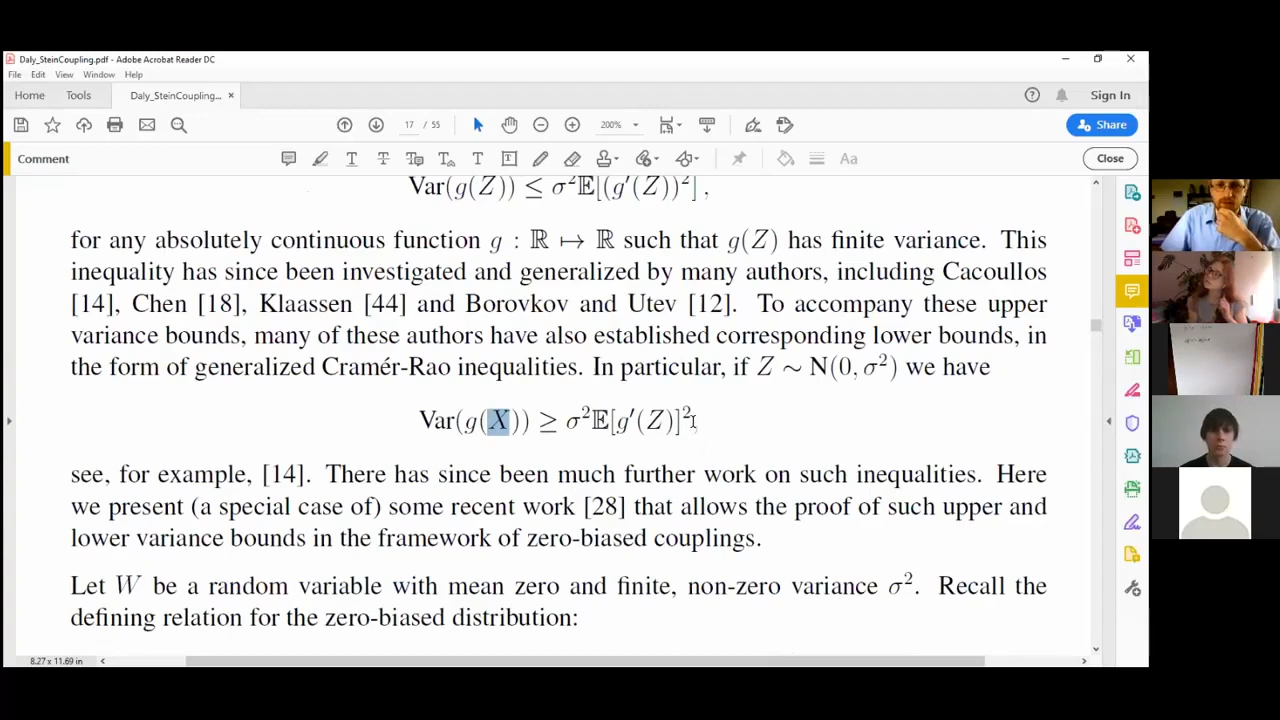 Daly_SteinCoupling.pdf - Adobe Acrobat Reader DC
File Edit View Window Help
Home Tools Daly_SteinCoupling... × Sign In
17 / 55 200% Share
Comment Close
Var(g(Z)) ≤ σ²𝔼[(g′(Z))²] ,
for any absolutely continuous function g : ℝ ↦ ℝ such that g(Z) has finite variance. This
inequality has since been investigated and generalized by many authors, including Cacoullos
[14], Chen [18], Klaassen [44] and Borovkov and Utev [12]. To accompany these upper
variance bounds, many of these authors have also established corresponding lower bounds, in
the form of generalized Cramér-Rao inequalities. In particular, if Z ∼ N(0, σ²) we have
Var(g(X)) ≥ σ²𝔼[g′(Z)]²
see, for example, [14]. There has since been much further work on such inequalities. Here
we present (a special case of) some recent work [28] that allows the proof of such upper and
lower variance bounds in the framework of zero-biased couplings.
Let W be a random variable with mean zero and finite, non-zero variance σ². Recall the
defining relation for the zero-biased distribution:
8.27 x 11.69 in